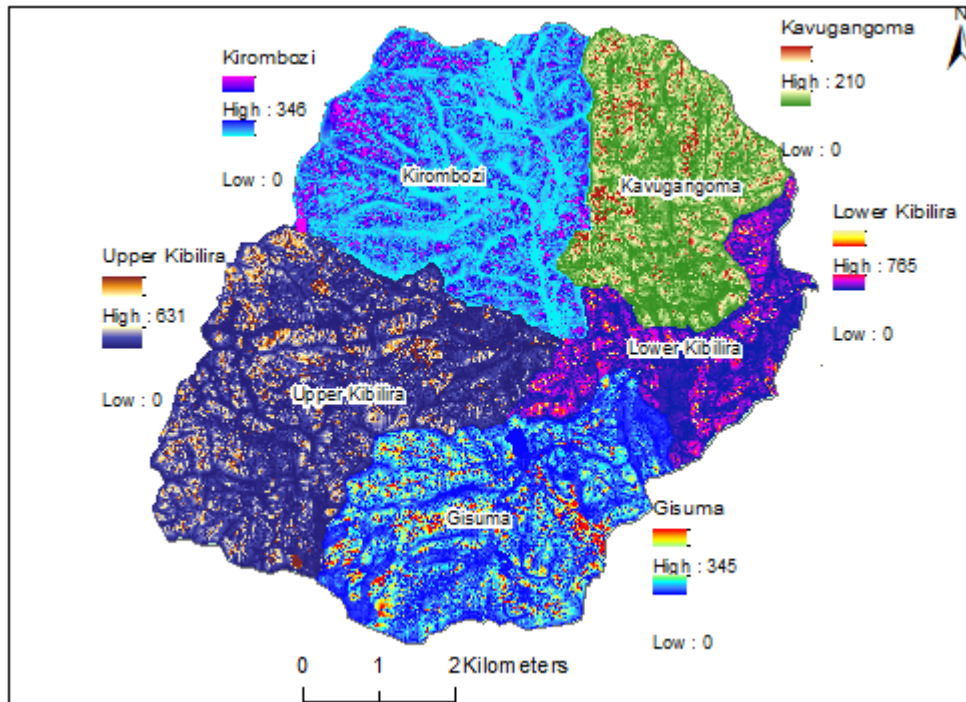 N
Kirombozi
High : 346
Low : 0
Kavugangoma
High : 210
Low : 0
Kirombozi
Kavugangoma
Lower Kibilira
High : 765
Low : 0
Upper Kibilira
High : 631
Low : 0
Lower Kibilira
Upper Kibilira
Gisuma
Gisuma
High : 345
Low : 0
0 1 2 Kilometers